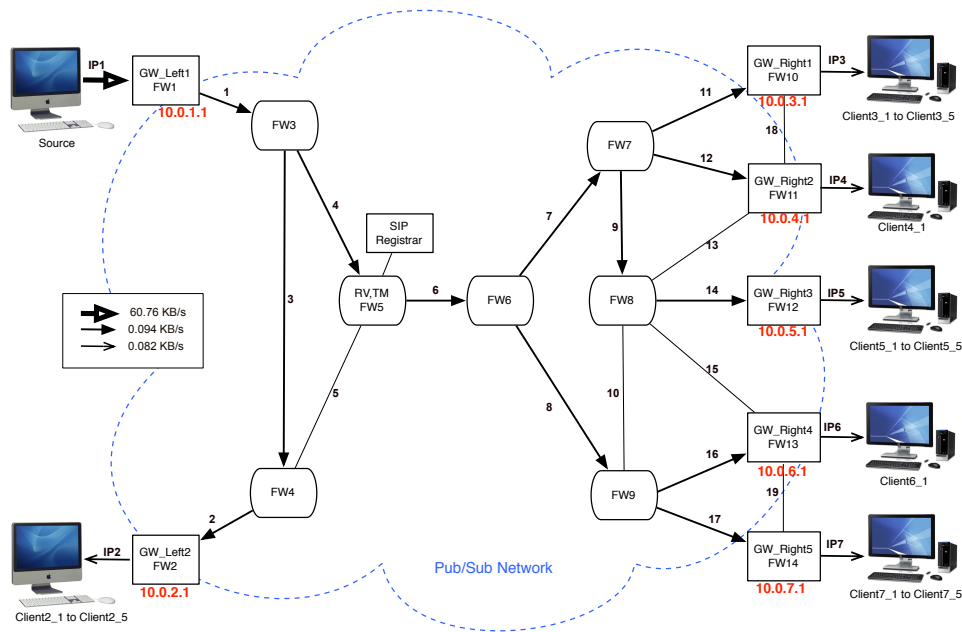 IP1
GW_Left1
FW1
10.0.1.1
Source
1
FW3
4
3
SIP
Registrar
RV,TM
FW5
6
5
60.76 KB/s
0.094 KB/s
0.082 KB/s
FW4
2
IP2
GW_Left2
FW2
10.0.2.1
Client2_1 to Client2_5
FW6
7
8
FW7
11
12
9
FW8
13
14
15
10
FW9
16
17
GW_Right1
FW10
10.0.3.1
18
IP3
Client3_1 to Client3_5
GW_Right2
FW11
10.0.4.1
IP4
Client4_1
GW_Right3
FW12
10.0.5.1
IP5
Client5_1 to Client5_5
GW_Right4
FW13
10.0.6.1
19
IP6
Client6_1
GW_Right5
FW14
10.0.7.1
IP7
Client7_1 to Client7_5
Pub/Sub Network